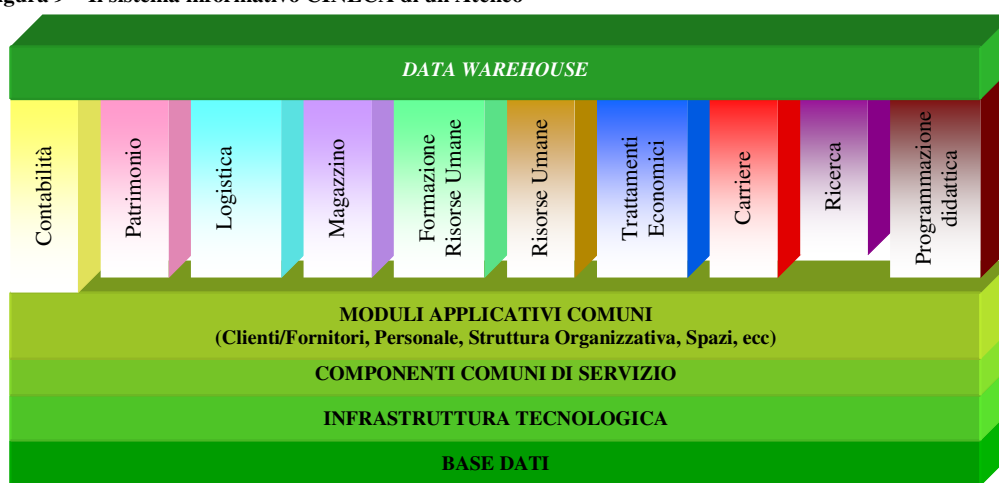 Figura 9 – Il sistema informativo CINECA di un Ateneo
DATA WAREHOUSE
Contabilità
Patrimonio
Logistica
Magazzino
Formazione
Risorse Umane
Risorse Umane
Trattamenti
Economici
Carriere
Ricerca
Programmazione
didattica
MODULI APPLICATIVI COMUNI
(Clienti/Fornitori, Personale, Struttura Organizzativa, Spazi, ecc)
COMPONENTI COMUNI DI SERVIZIO
INFRASTRUTTURA TECNOLOGICA
BASE DATI